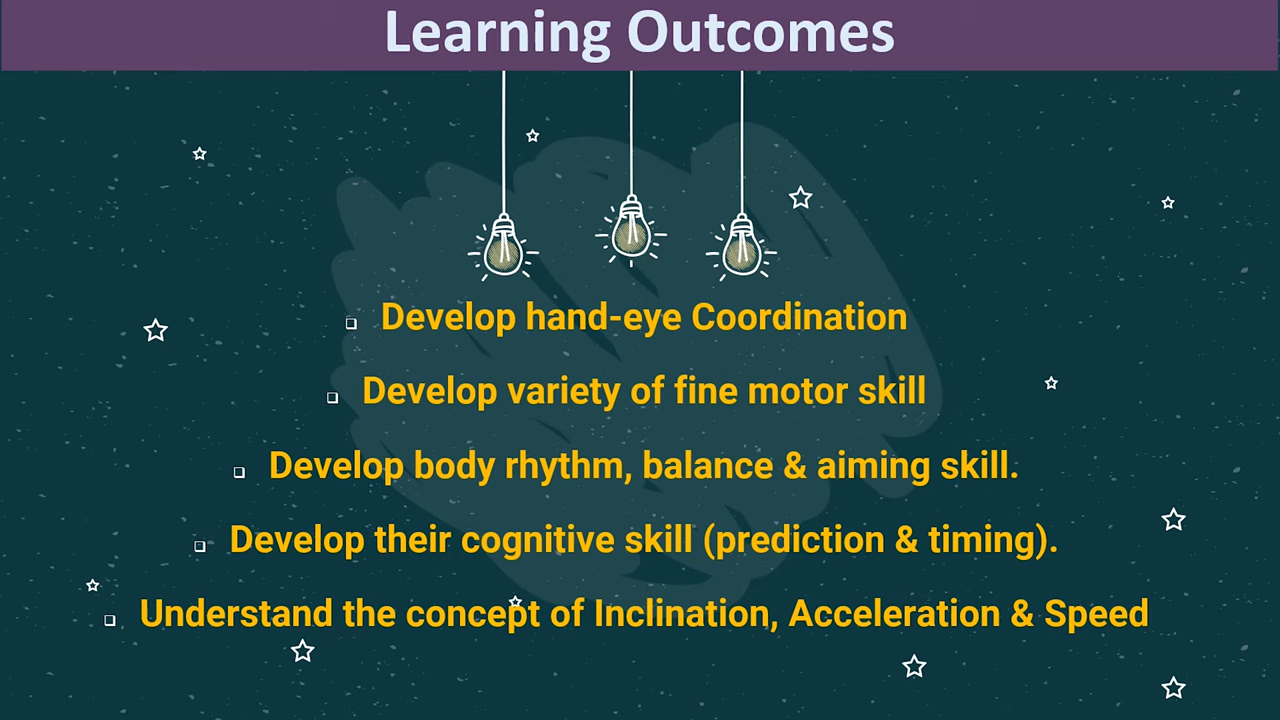 Learning Outcomes
Develop hand-eye Coordination
Develop variety of fine motor skill
Develop body rhythm, balance & aiming skill.
Develop their cognitive skill (prediction & timing).
Understand the concept of Inclination, Acceleration & Speed